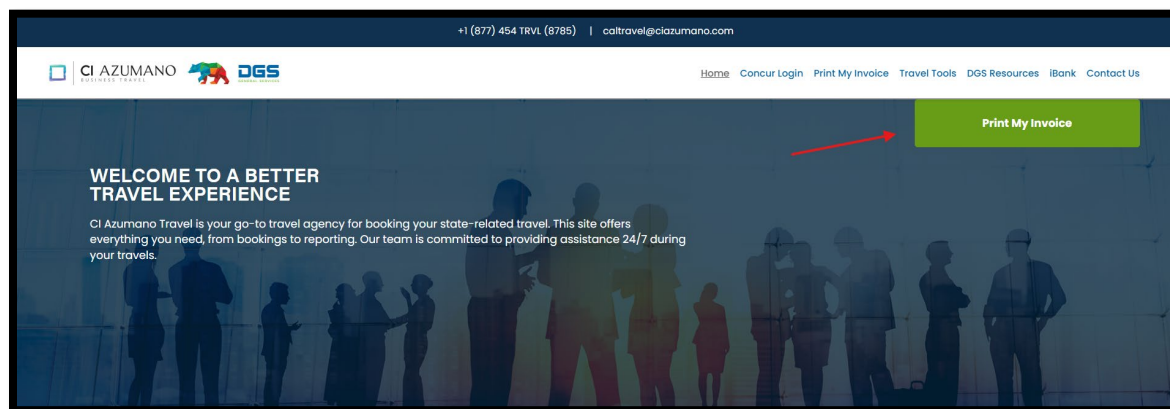 +1 (877) 454 TRVL (8785) | caltravel@ciazumano.com
CI AZUMANO
BUSINESS TRAVEL
DGS
GENERAL SERVICES
Home Concur Login Print My Invoice Travel Tools DGS Resources iBank Contact Us
Print My Invoice
WELCOME TO A BETTER
TRAVEL EXPERIENCE
CI Azumano Travel is your go-to travel agency for booking your state-related travel. This site offers
everything you need, from bookings to reporting. Our team is committed to providing assistance 24/7 during
your travels.